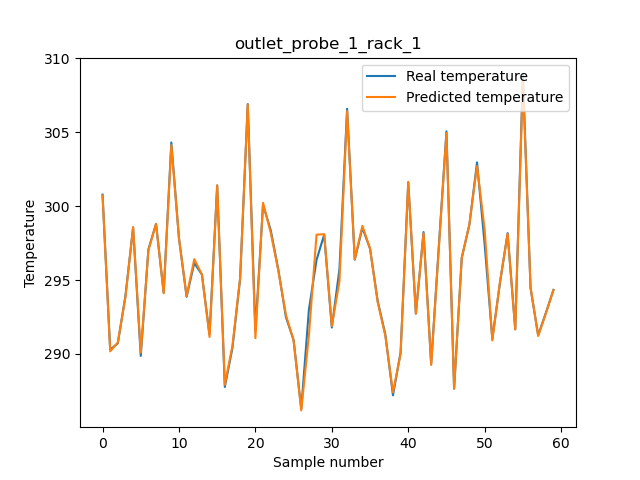 outlet_probe_1_rack_1
310
305
300
295
290
Temperature
Real temperature
Predicted temperature
0
10
20
30
40
50
60
Sample number